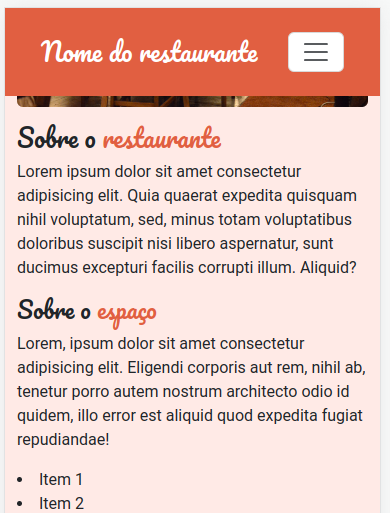 Nome do restaurante
Sobre o restaurante
Lorem ipsum dolor sit amet consectetur
adipisicing elit. Quia quaerat expedita quisquam
nihil voluptatum, sed, minus totam voluptatibus
doloribus suscipit nisi libero aspernatur, sunt
ducimus excepturi facilis corrupti illum. Aliquid?
Sobre o espaço
Lorem, ipsum dolor sit amet consectetur
adipisicing elit. Eligendi corporis aut rem, nihil ab,
tenetur porro autem nostrum architecto odio id
quidem, illo error est aliquid quod expedita fugiat
repudiandae!
• Item 1
• Item 2